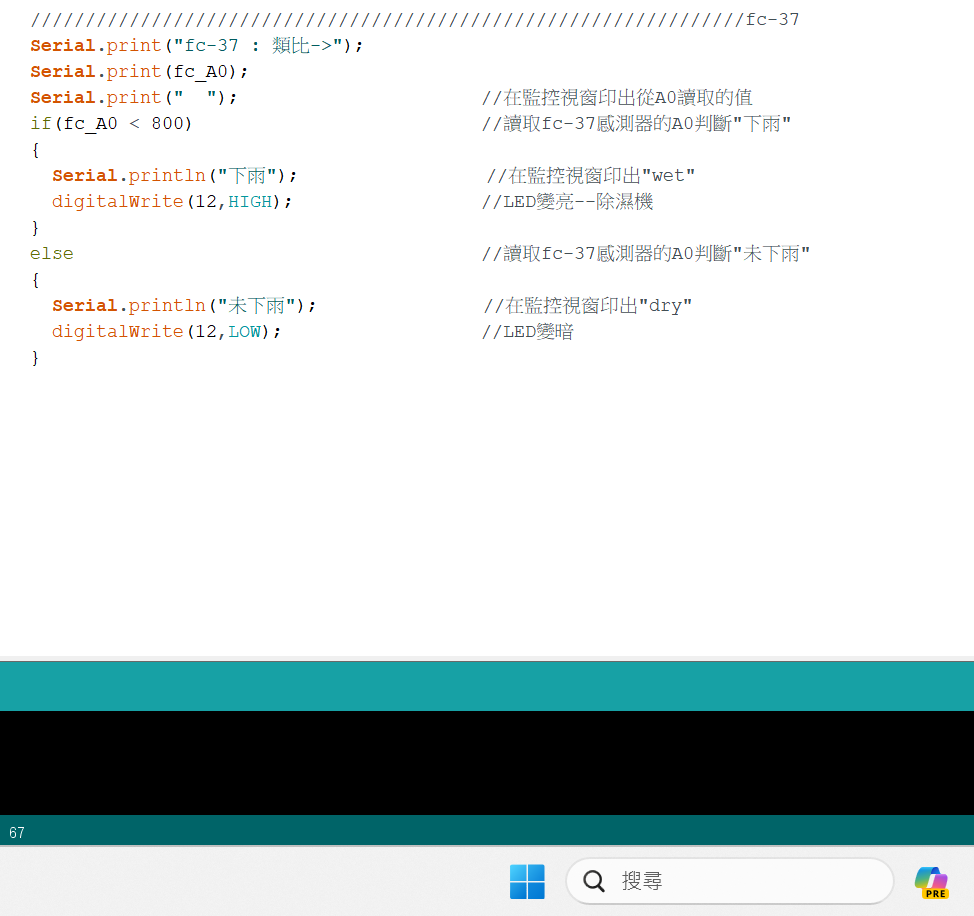 /////////////////////////////////////////////////////////////////fc-37
Serial.print("fc-37 : 類比->");
Serial.print(fc_A0);
Serial.print("  ");                      //在監控視窗印出從A0讀取的值
if(fc_A0 < 800)                          //讀取fc-37感測器的A0判斷"下雨"
{
  Serial.println("下雨");                 //在監控視窗印出"wet"
  digitalWrite(12,HIGH);                 //LED變亮--除濕機
}
else                                     //讀取fc-37感測器的A0判斷"未下雨"
{
  Serial.println("未下雨");               //在監控視窗印出"dry"
  digitalWrite(12,LOW);                  //LED變暗
}
67
搜尋
PRE